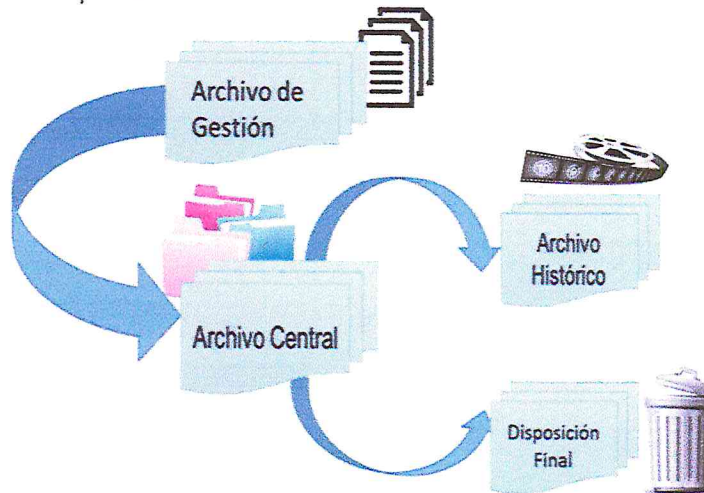 Archivo de
Gestión
Archivo
Histórico
Archivo Central
Disposición
Final